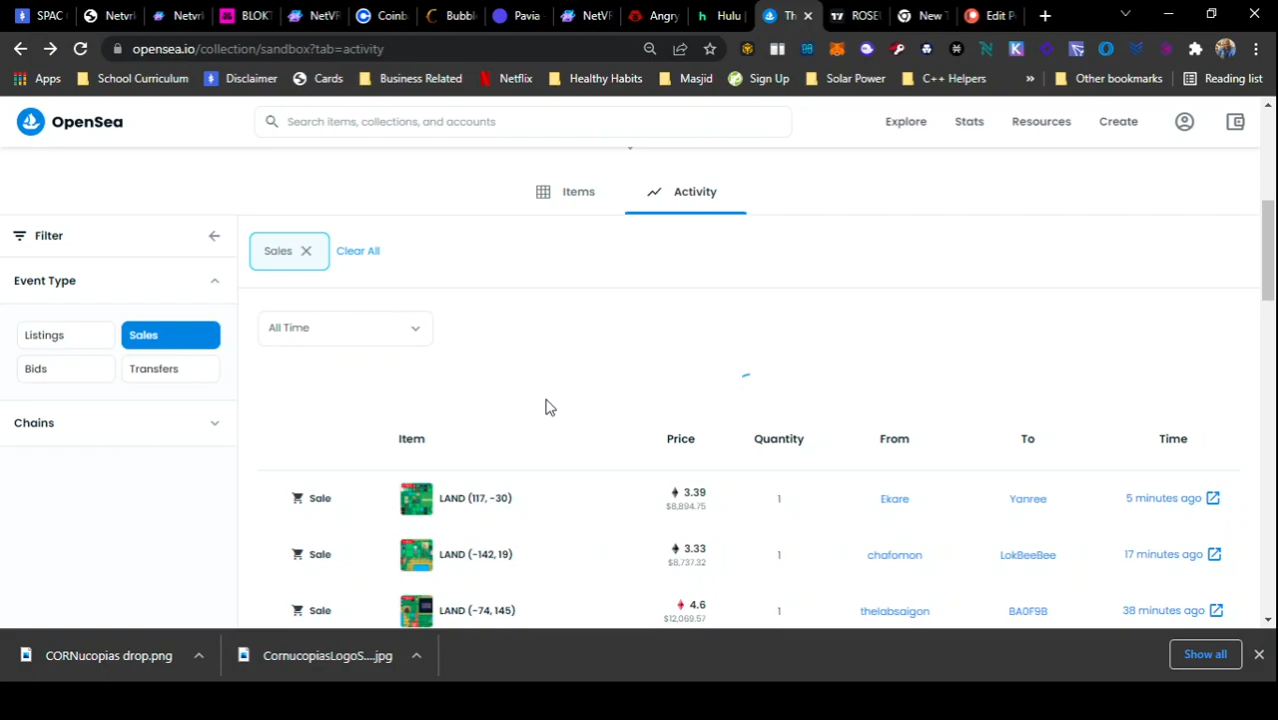 SPAC
Netvr
Netvr
BLOK
NetVR
Coinb
Bubbl
Pavia
NetVF
Angry
Hulu
Th
ROSE
New T
Edit P
opensea.io/collection/sandbox?tab=activity
Apps
School Curriculum
Disclaimer
Cards
Business Related
Netflix
Healthy Habits
Masjid
Sign Up
Solar Power
C++ Helpers
»
Other bookmarks
Reading list
OpenSea
Search items, collections, and accounts
Explore
Stats
Resources
Create
Items
Activity
Filter
Sales
Clear All
Event Type
Listings
Sales
All Time
Bids
Transfers
Chains
Item
Price
Quantity
From
To
Time
Sale
LAND (117, -30)
3.39
$8,894.75
1
Ekare
Yanree
5 minutes ago
Sale
LAND (-142, 19)
3.33
$8,737.32
1
chafomon
LokBeeBee
17 minutes ago
Sale
LAND (-74, 145)
4.6
$12,069.57
1
thelabsaigon
BA0F9B
38 minutes ago
CORNucopias drop.png
CornucopiasLogoS....jpg
Show all